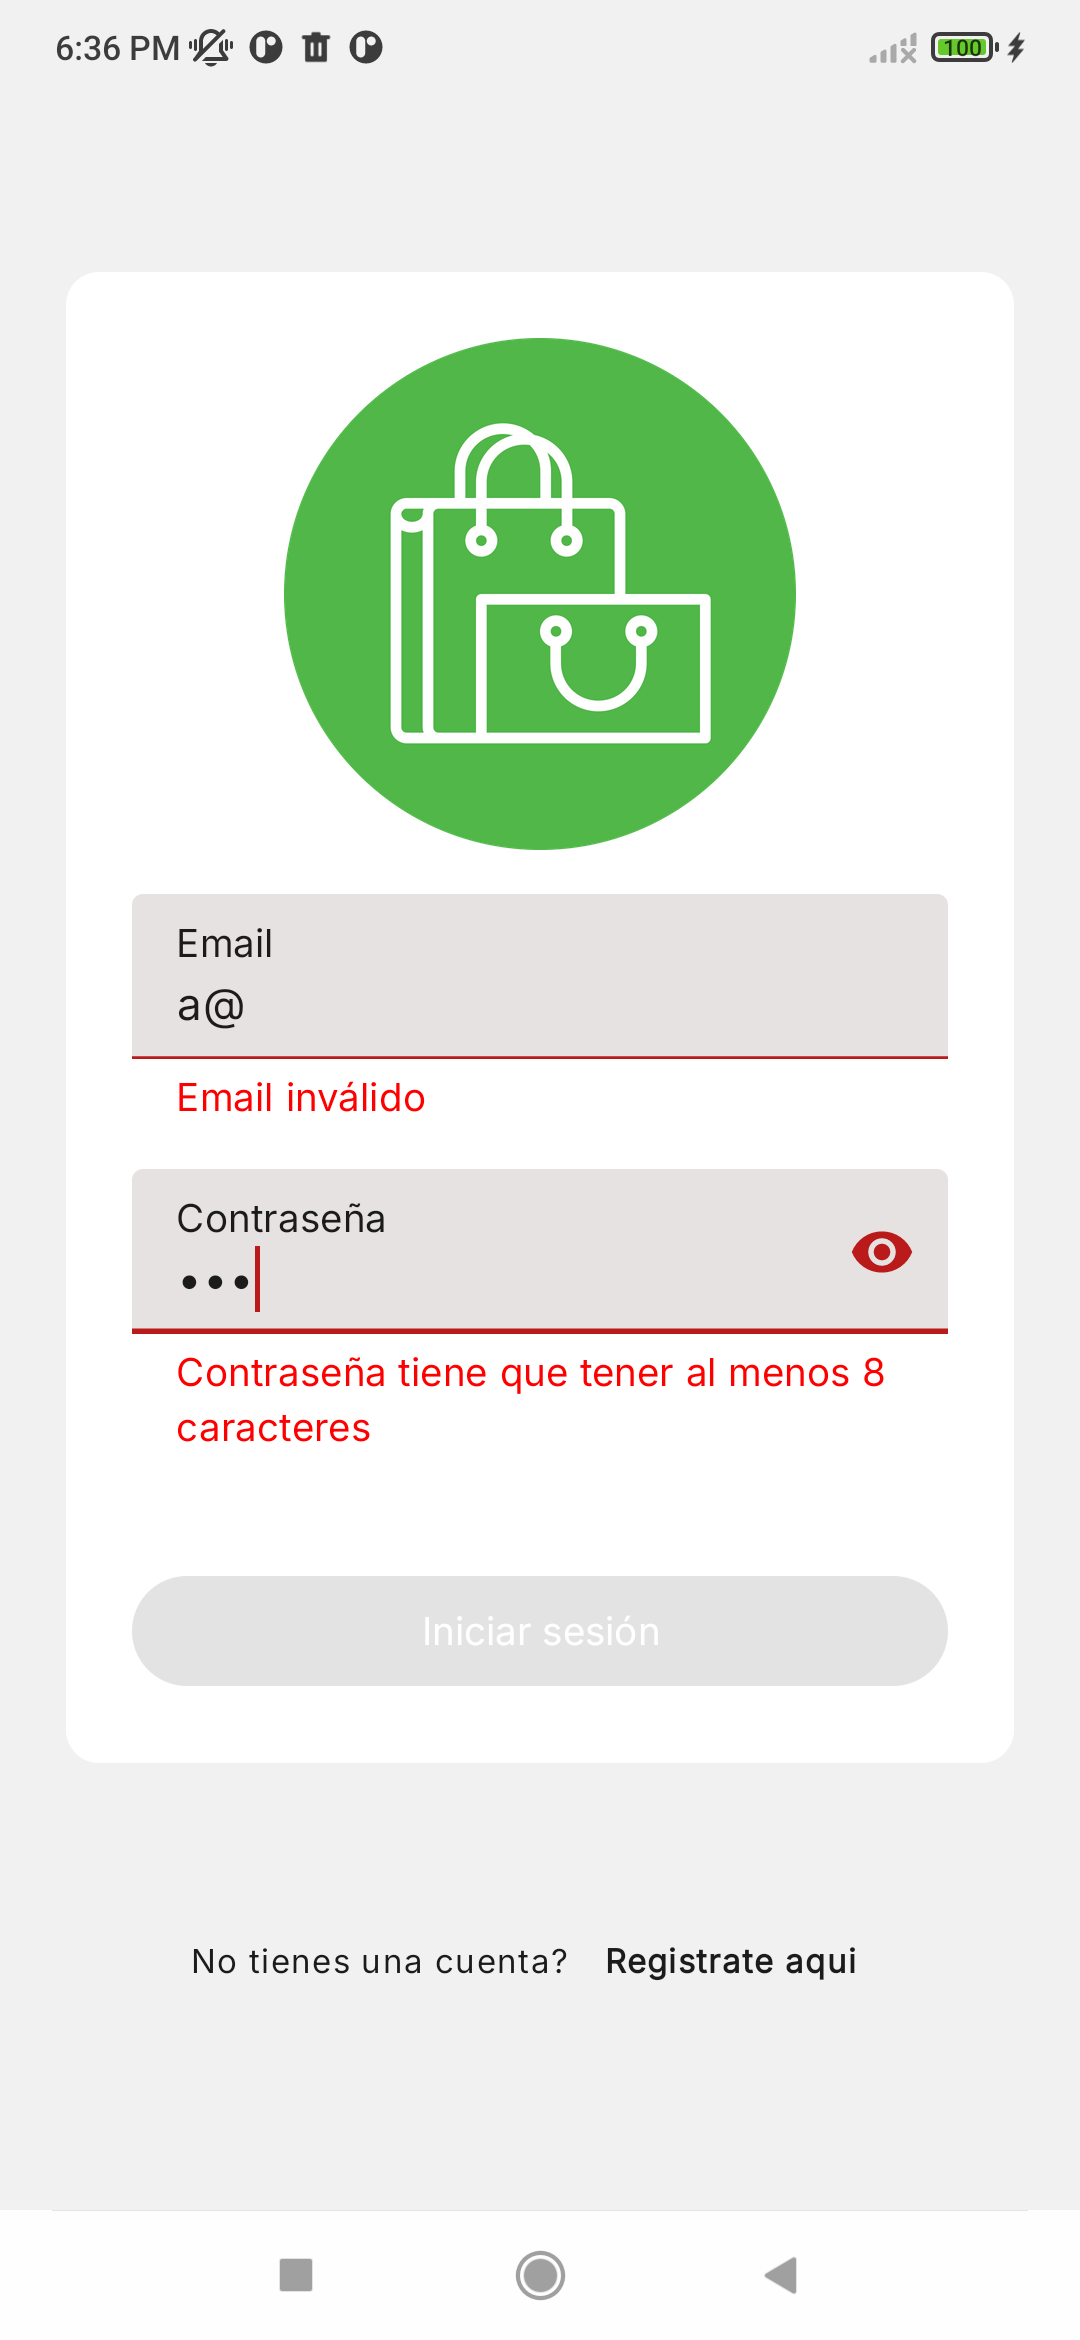 6:36 PM
100
Email
a@
Email inválido
Contraseña
•••
Contraseña tiene que tener al menos 8
caracteres
Iniciar sesión
No tienes una cuenta? Registrate aqui